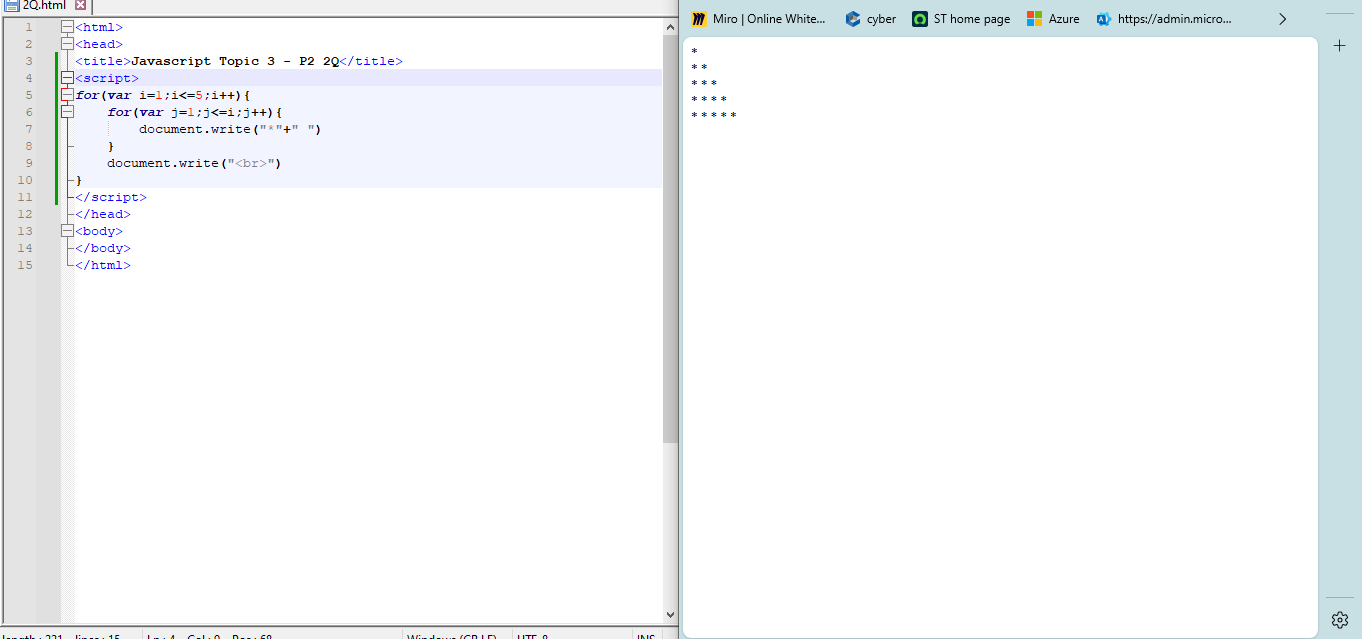 2Q.html
1 <html>
2 <head>
3 <title>Javascript Topic 3 - P2 2Q</title>
4 <script>
5 for(var i=1;i<=5;i++){
6     for(var j=1;j<=i;j++){
7         document.write("*"+" ")
8     }
9     document.write("<br>")
10 }
11 </script>
12 </head>
13 <body>
14 </body>
15 </html>
length : 221 lines : 15 Ln : 4 Col : 9 Pos : 68 Windows (CR LF) UTF-8 INS
Miro | Online White... cyber ST home page Azure https://admin.micro...
*
* *
* * *
* * * *
* * * * *